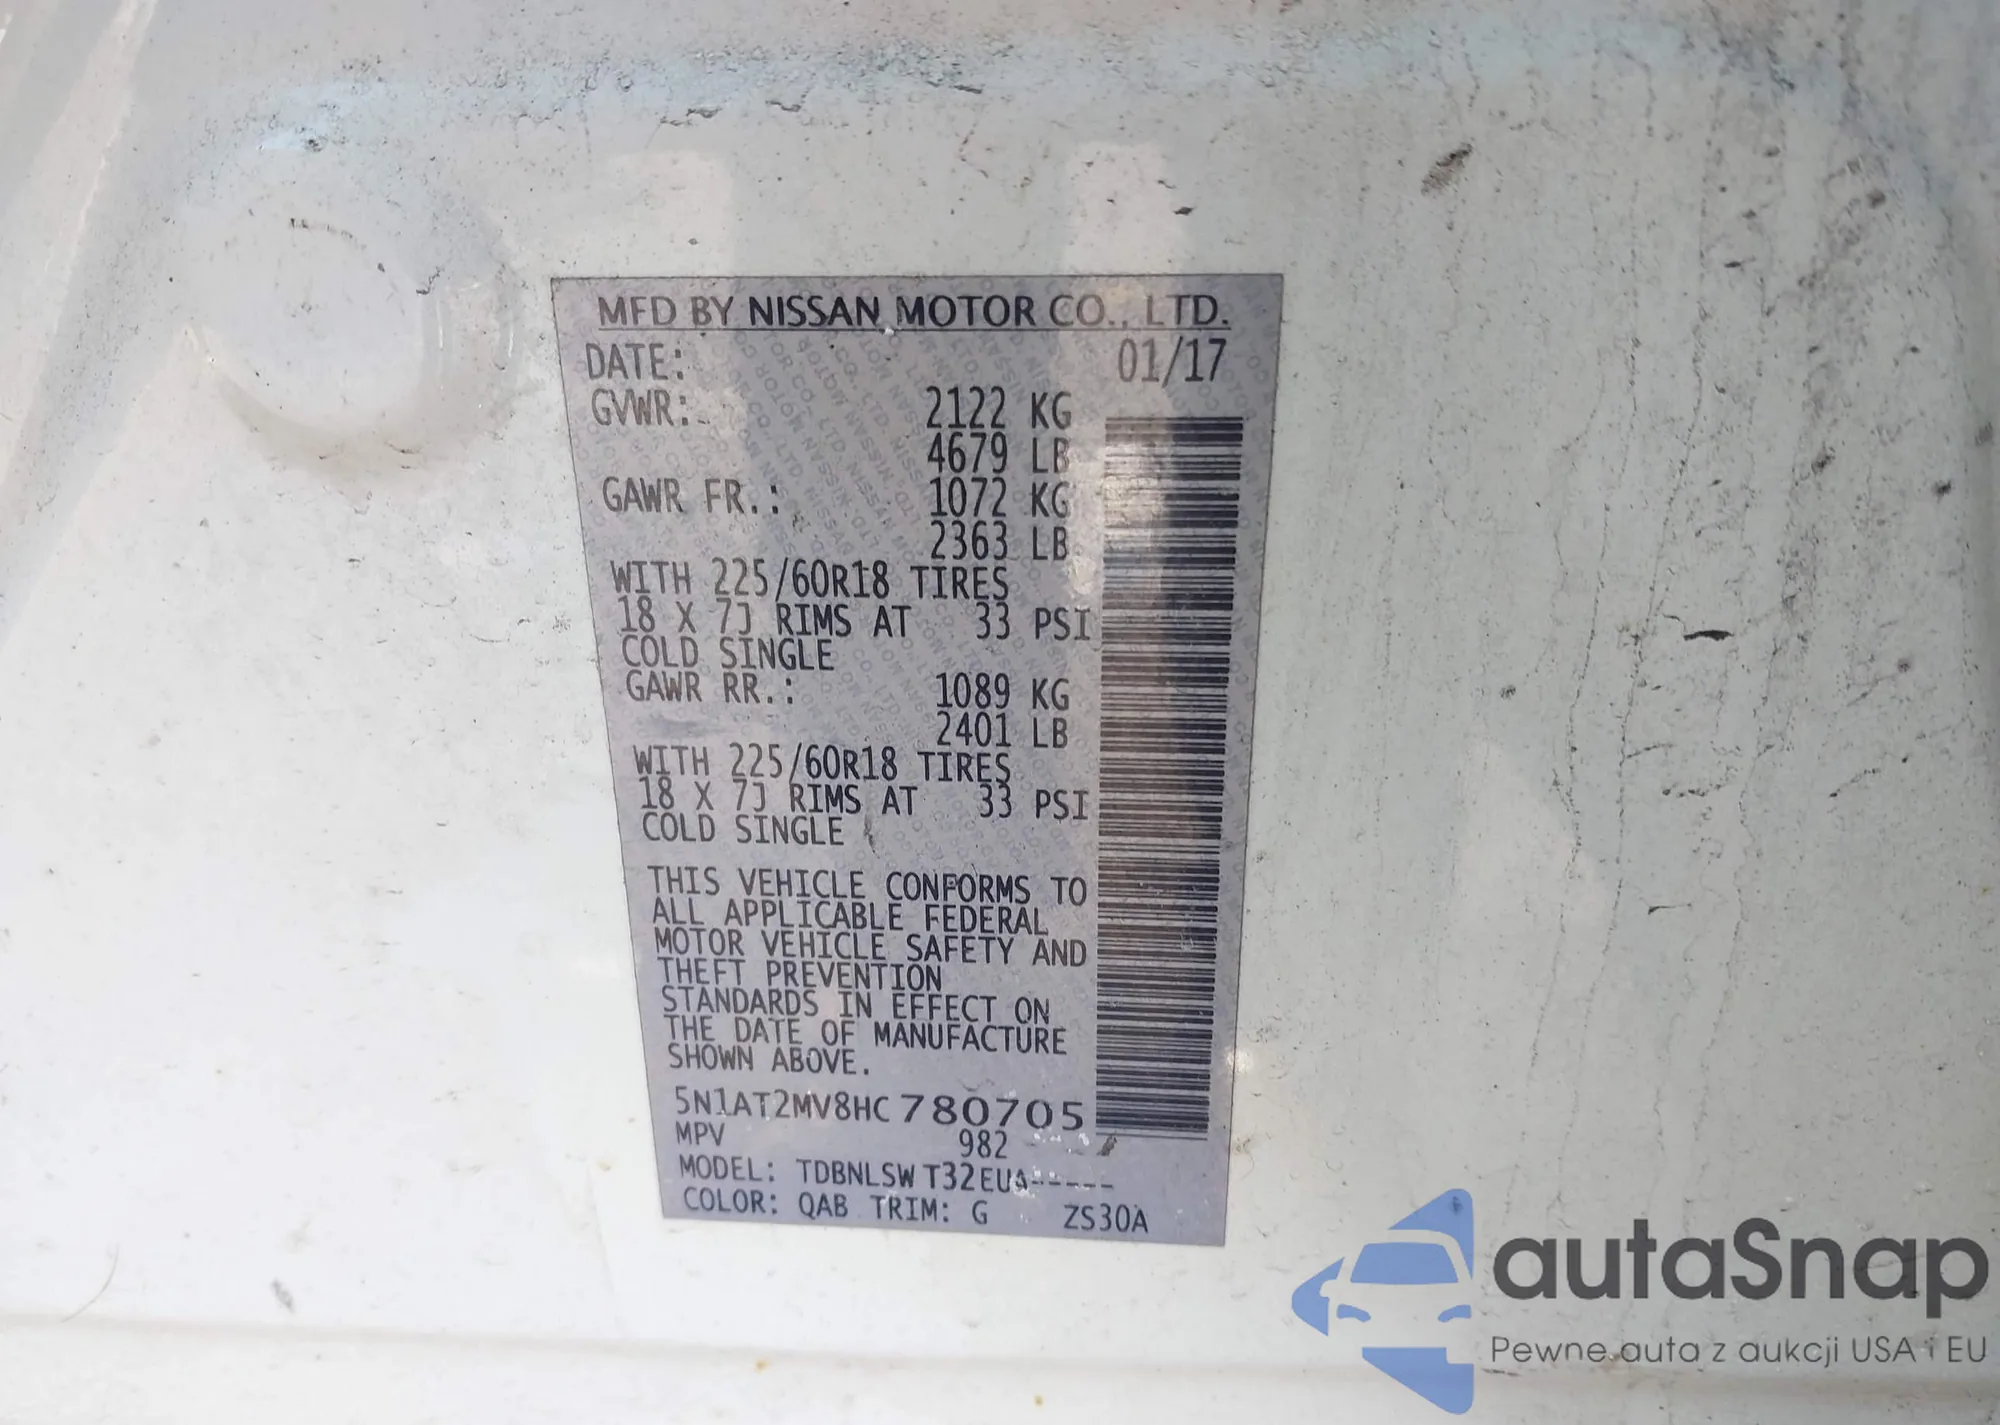 MFD BY NISSAN MOTOR CO., LTD.
DATE: 01/17
GVWR: 2122 KG
4679 LB
GAWR FR.: 1072 KG
2363 LB
WITH 225/60R18 TIRES
18 X 7J RIMS AT 33 PSI
COLD SINGLE
GAWR RR.: 1089 KG
2401 LB
WITH 225/60R18 TIRES
18 X 7J RIMS AT 33 PSI
COLD SINGLE
THIS VEHICLE CONFORMS TO
ALL APPLICABLE FEDERAL
MOTOR VEHICLE SAFETY AND
THEFT PREVENTION
STANDARDS IN EFFECT ON
THE DATE OF MANUFACTURE
SHOWN ABOVE.
5N1AT2MV8HC780705
MPV 982
MODEL: TDBNLSW T32EUA-----
COLOR: QAB TRIM: G ZS30A
autaSnap
Pewne auta z aukcji USA i EU